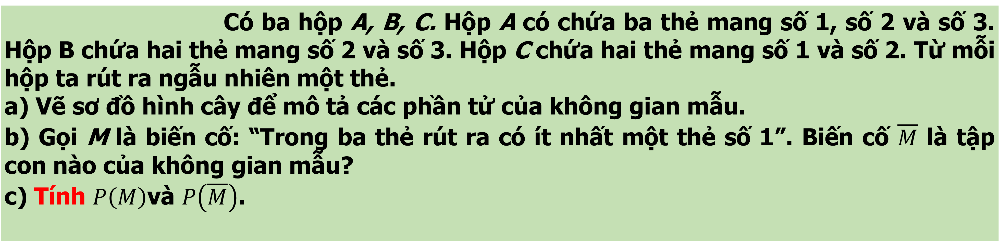 Có ba hộp A, B, C. Hộp A có chứa ba thẻ mang số 1, số 2 và số 3.
Hộp B chứa hai thẻ mang số 2 và số 3. Hộp C chứa hai thẻ mang số 1 và số 2. Từ mỗi
hộp ta rút ra ngẫu nhiên một thẻ.
a) Vẽ sơ đồ hình cây để mô tả các phần tử của không gian mẫu.
b) Gọi M là biến cố: “Trong ba thẻ rút ra có ít nhất một thẻ số 1”. Biến cố M̅ là tập
con nào của không gian mẫu?
c) Tính P(M)và P(M̅).